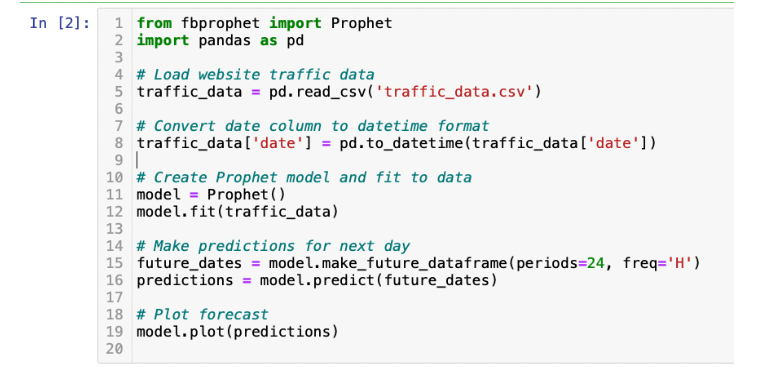 In [2]:
1 from fbprophet import Prophet
2 import pandas as pd
3
4 # Load website traffic data
5 traffic_data = pd.read_csv('traffic_data.csv')
6
7 # Convert date column to datetime format
8 traffic_data['date'] = pd.to_datetime(traffic_data['date'])
9
10 # Create Prophet model and fit to data
11 model = Prophet()
12 model.fit(traffic_data)
13
14 # Make predictions for next day
15 future_dates = model.make_future_dataframe(periods=24, freq='H')
16 predictions = model.predict(future_dates)
17
18 # Plot forecast
19 model.plot(predictions)
20